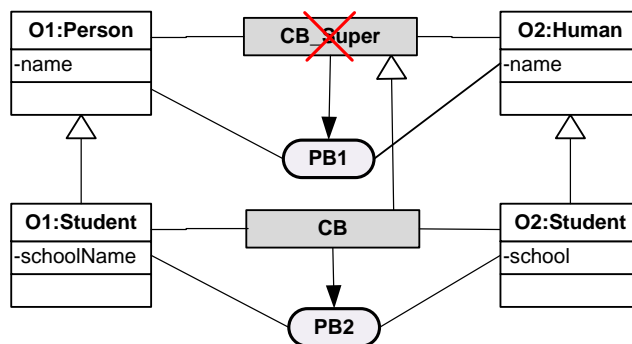 O1:Person
CB_Super
O2:Human
-name
-name
PB1
O1:Student
CB
O2:Student
-schoolName
-school
PB2